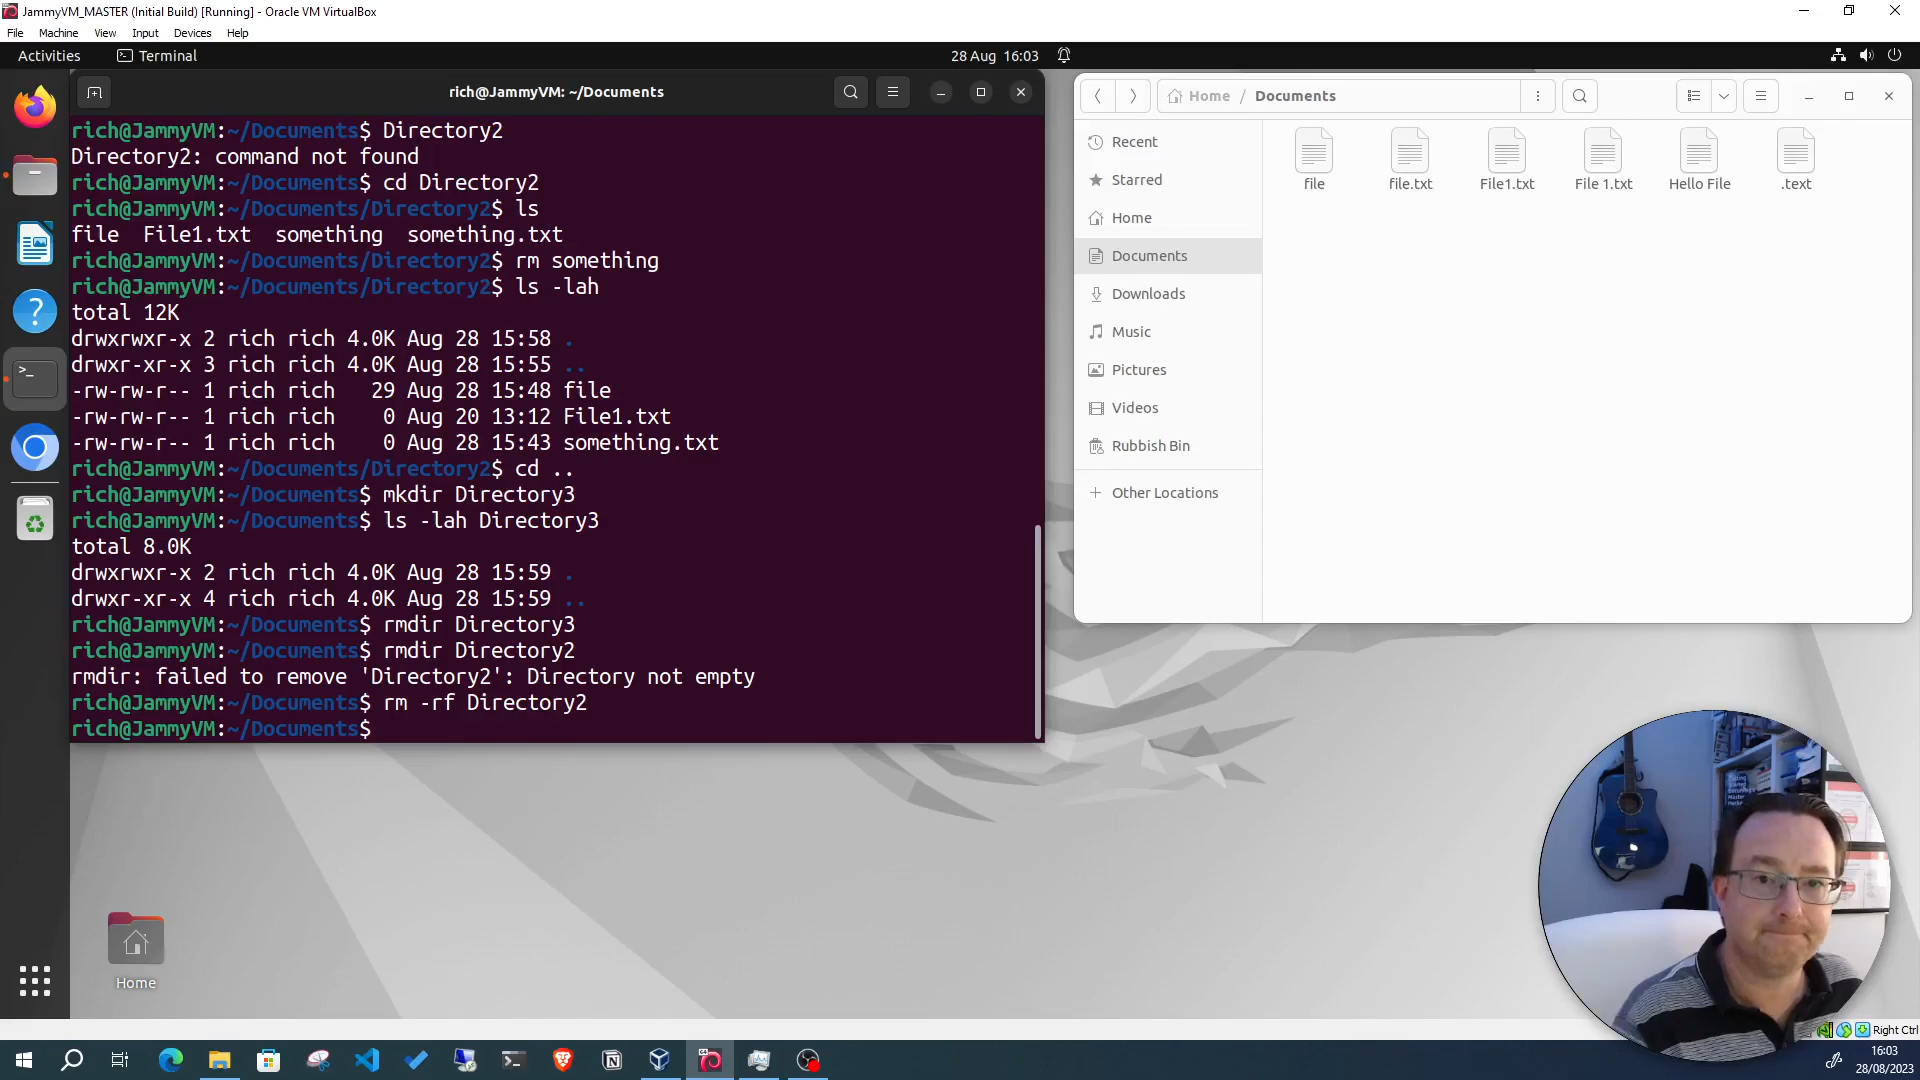 JammyVM_MASTER (Initial Build) [Running] - Oracle VM VirtualBox
File Machine View Input Devices Help
Activities Terminal 28 Aug 16:03
rich@JammyVM: ~/Documents
rich@JammyVM:~/Documents$ Directory2
Directory2: command not found
rich@JammyVM:~/Documents$ cd Directory2
rich@JammyVM:~/Documents/Directory2$ ls
file File1.txt something something.txt
rich@JammyVM:~/Documents/Directory2$ rm something
rich@JammyVM:~/Documents/Directory2$ ls -lah
total 12K
drwxrwxr-x 2 rich rich 4.0K Aug 28 15:58 .
drwxr-xr-x 3 rich rich 4.0K Aug 28 15:55 ..
-rw-rw-r-- 1 rich rich 29 Aug 28 15:48 file
-rw-rw-r-- 1 rich rich 0 Aug 20 13:12 File1.txt
-rw-rw-r-- 1 rich rich 0 Aug 28 15:43 something.txt
rich@JammyVM:~/Documents/Directory2$ cd ..
rich@JammyVM:~/Documents$ mkdir Directory3
rich@JammyVM:~/Documents$ ls -lah Directory3
total 8.0K
drwxrwxr-x 2 rich rich 4.0K Aug 28 15:59 .
drwxr-xr-x 4 rich rich 4.0K Aug 28 15:59 ..
rich@JammyVM:~/Documents$ rmdir Directory3
rich@JammyVM:~/Documents$ rmdir Directory2
rmdir: failed to remove 'Directory2': Directory not empty
rich@JammyVM:~/Documents$ rm -rf Directory2
rich@JammyVM:~/Documents$
Home / Documents
Recent
Starred
Home
Documents
Downloads
Music
Pictures
Videos
Rubbish Bin
Other Locations
file file.txt File1.txt File 1.txt Hello File .text
Home
Right Ctrl
16:03
28/08/2023